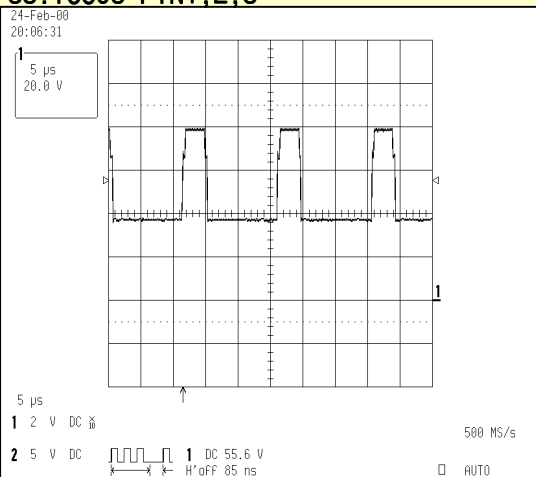 24-Feb-00
20:06:31
1
5 µs
20.0 V
1
5 µs
1 2 V DC
2 5 V DC
1 DC 55.6 V
H'off 85 ns
500 MS/s
AUTO